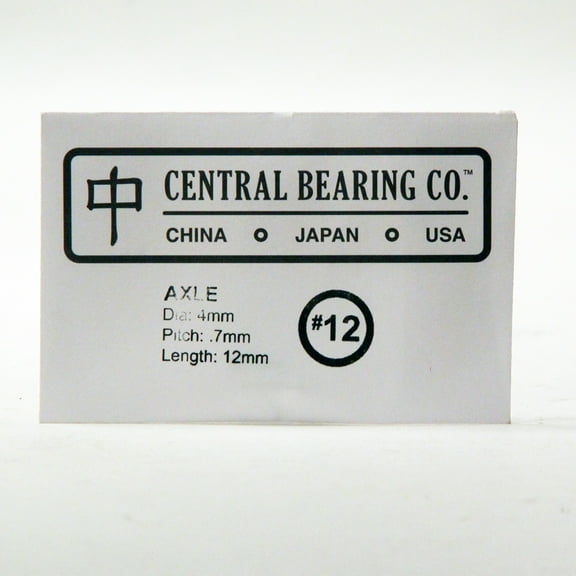 中 CENTRAL BEARING CO.™
CHINA o JAPAN o USA
AXLE
Dia: 4mm
Pitch: .7mm
Length: 12mm
#12